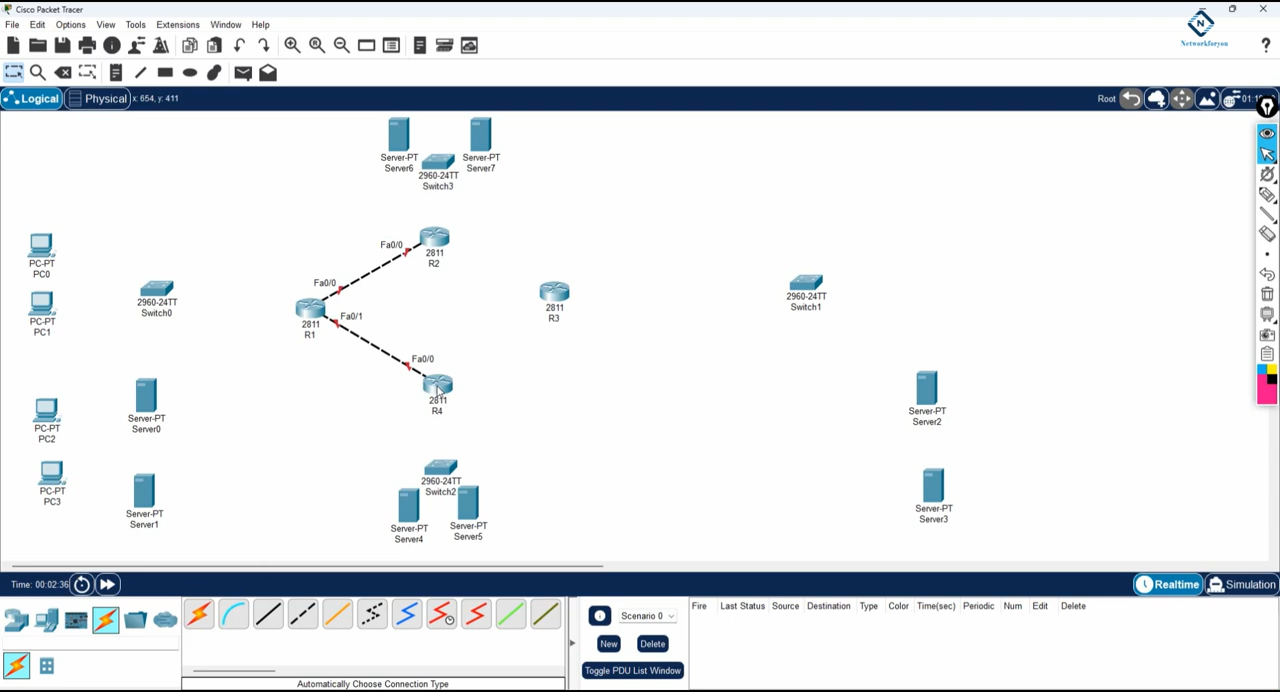 Cisco Packet Tracer
File Edit Options View Tools Extensions Window Help
Networkforyou
Logical Physical x: 654, y: 411 Root
Server-PT
Server6
Server-PT
Server7
2960-24TT
Switch3
PC-PT
PC0
PC-PT
PC1
2960-24TT
Switch0
Fa0/0
2811
R2
Fa0/0
2811
R1
Fa0/1
2811
R3
2960-24TT
Switch1
Fa0/0
2811
R4
PC-PT
PC2
Server-PT
Server0
Server-PT
Server2
PC-PT
PC3
Server-PT
Server1
2960-24TT
Switch2
Server-PT
Server4
Server-PT
Server5
Server-PT
Server3
Time: 00:02:36 Realtime Simulation
Scenario 0
New Delete
Toggle PDU List Window
Fire Last Status Source Destination Type Color Time(sec) Periodic Num Edit Delete
Automatically Choose Connection Type